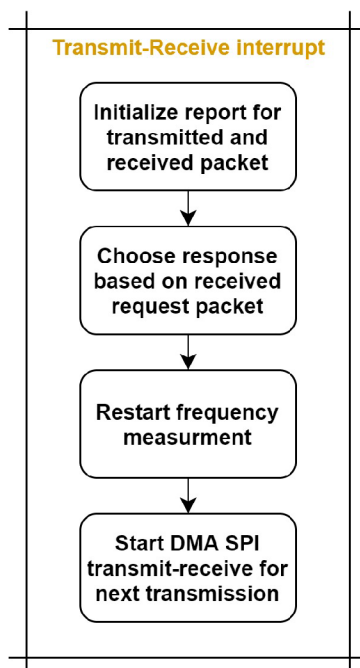 Transmit-Receive interrupt
Initialize report for
transmitted and
received packet
Choose response
based on received
request packet
Restart frequency
measurment
Start DMA SPI
transmit-receive for
next transmission